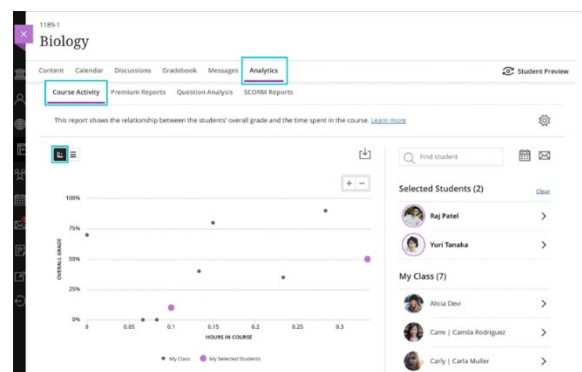 1189-1
Biology
Content Calendar Discussions Gradebook Messages Analytics Student Preview
Course Activity Premium Reports Question Analysis SCORM Reports
This report shows the relationship between the students' overall grade and the time spent in the course. Learn more
Find student
Selected Students (2) Clear
Raj Patel
Yuri Tanaka
My Class (7)
Alicia Devi
Cami | Camila Rodriguez
Carly | Carla Muller
100%
75%
50%
25%
0%
OVERALL GRADE
0 0.05 0.1 0.15 0.2 0.25 0.3
HOURS IN COURSE
My Class My Selected Students